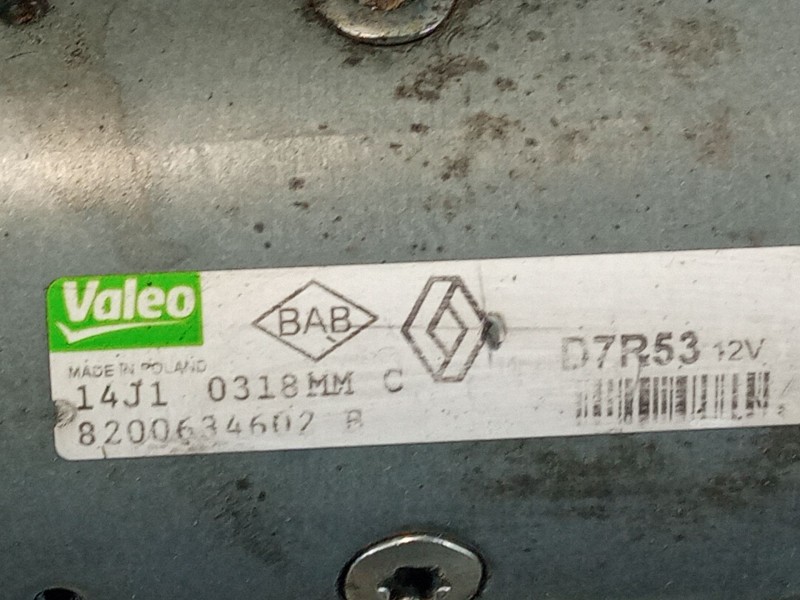 Valeo
BAB
D7R53 12V
MADE IN POLAND
14J1 0318MM C
8200634602 B